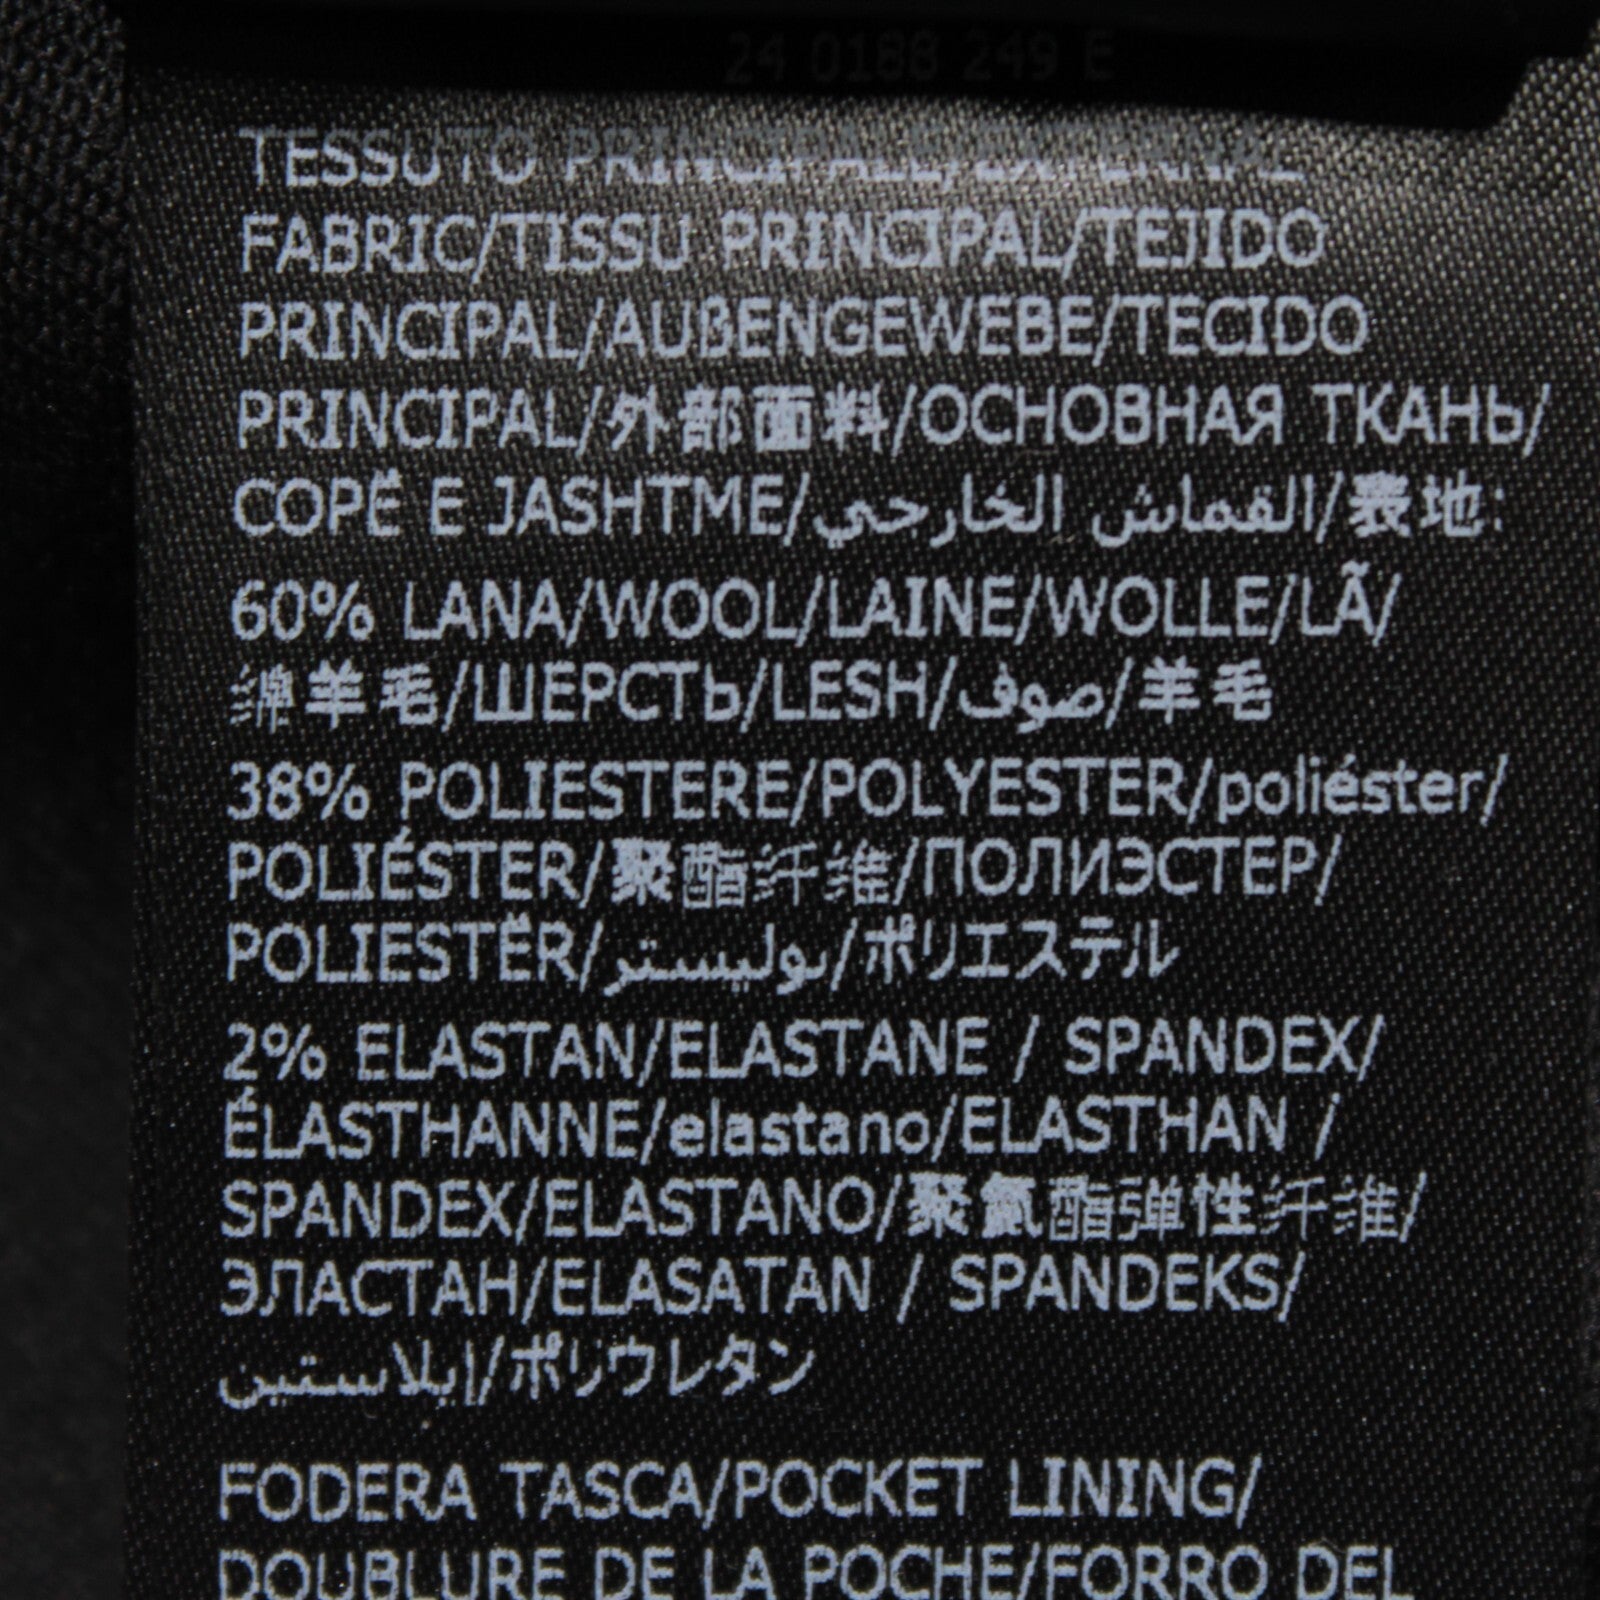 24 0188 249 E
TESSUTO PRINCIPALE/EXTERNAL
FABRIC/TISSU PRINCIPAL/TEJIDO
PRINCIPAL/AUßENGEWEBE/TECIDO
PRINCIPAL/外部面料/ОСНОВНАЯ ТКАНЬ/
COPË E JASHTME/القماش الخارجي/表地:
60% LANA/WOOL/LAINE/WOLLE/LÃ/
绵羊毛/ШЕРСТЬ/LESH/صوف/羊毛
38% POLIESTERE/POLYESTER/poliéster/
POLIÉSTER/聚酯纤维/ПОЛИЭСТЕР/
POLIESTËR/بوليستر/ポリエステル
2% ELASTAN/ELASTANE / SPANDEX/
ÉLASTHANNE/elastano/ELASTHAN /
SPANDEX/ELASTANO/聚氨酯弹性纤维/
ЭЛАСТАН/ELASATAN / SPANDEKS/
إيلاستين/ポリウレタン
FODERA TASCA/POCKET LINING/
DOUBLURE DE LA POCHE/FORRO DEL